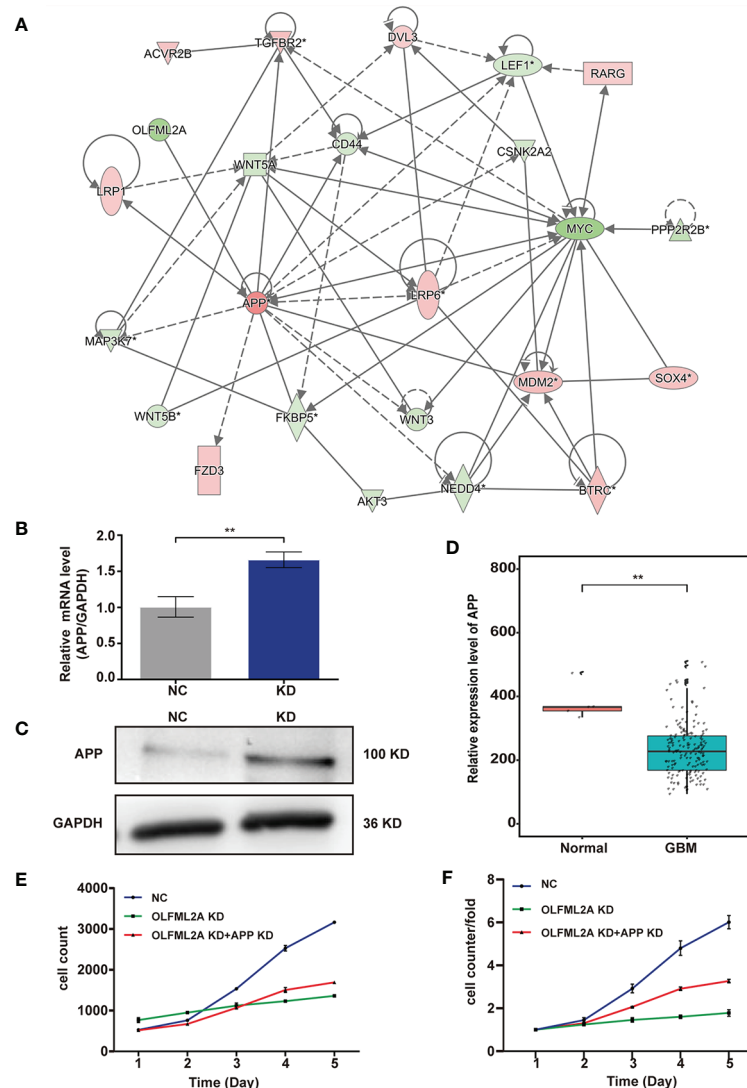 A
ACVR2B
TGFBR2*
DVL3
LEF1*
RARG
OLFML2A
CD44
CSNK2A2
WNT5A
LRP1
MYC
PPP2R2B*
APP*
LRP6*
MAP3K7*
MDM2*
SOX4*
WNT5B*
FKBP5*
WNT3
FZD3
AKT3
NEDD4*
BTRC*
B
Relative mRNA level
(APP/GAPDH)
2.0
1.5
1.0
0.5
0.0
**
NC
KD
C
NC
KD
APP
100 KD
GAPDH
36 KD
D
Relative expression level of APP
800
600
400
200
0
**
Normal
GBM
E
cell count
4000
3000
2000
1000
0
NC
OLFML2A KD
OLFML2A KD+APP KD
1 2 3 4 5
Time (Day)
F
cell counter/fold
8
6
4
2
0
NC
OLFML2A KD
OLFML2A KD+APP KD
1 2 3 4 5
Time (Day)